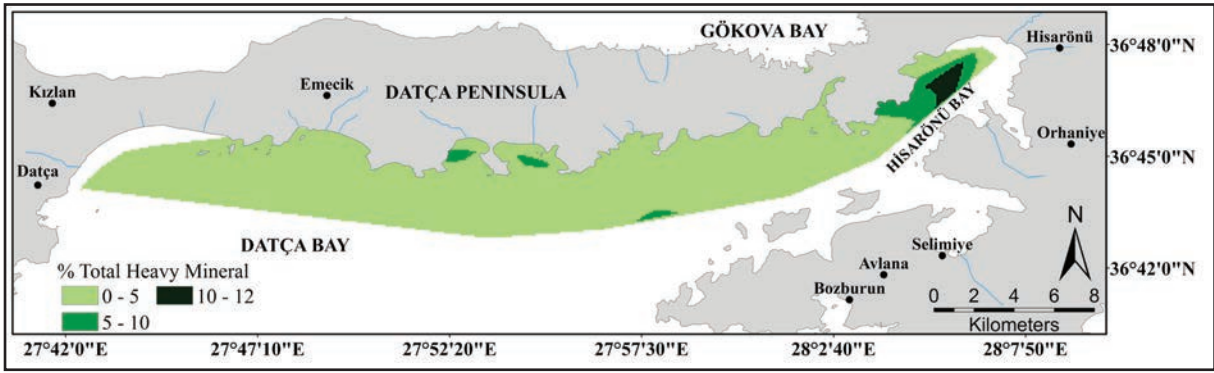 GÖKOVA BAY
Hisarönü
36°48'0"N
Kızlan
Emecik
DATÇA PENINSULA
HİSARÖNÜ BAY
Orhaniye
36°45'0"N
Datça
DATÇA BAY
N
Selimiye
Avlana
Bozburun
36°42'0"N
% Total Heavy Mineral
0 - 5 10 - 12
5 - 10
0 2 4 6 8
Kilometers
27°42'0"E 27°47'10"E 27°52'20"E 27°57'30"E 28°2'40"E 28°7'50"E